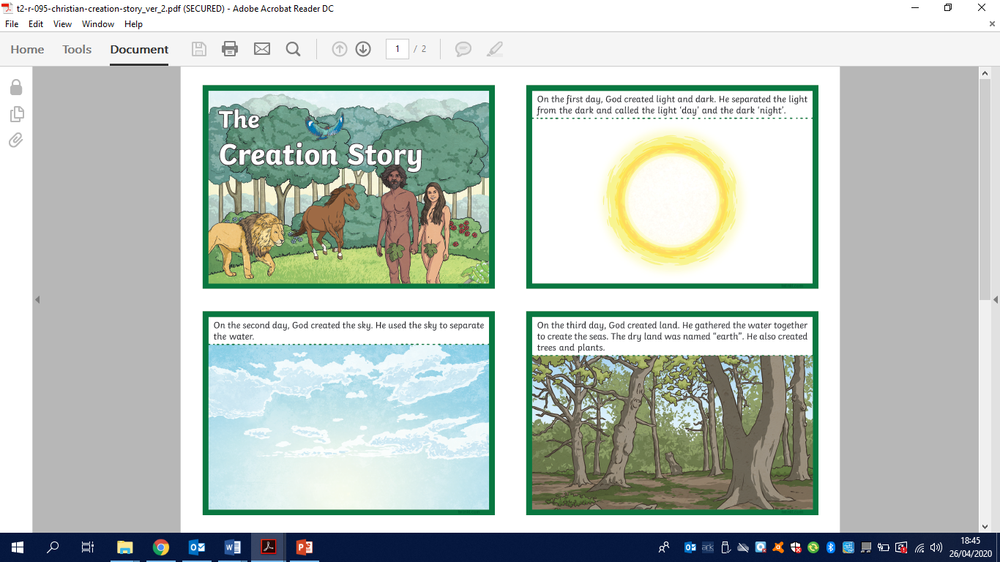 t2-r-095-christian-creation-story_ver_2.pdf (SECURED) - Adobe Acrobat Reader DC
File Edit View Window Help
Home Tools Document 1 / 2
The
Creation Story
On the first day, God created light and dark. He separated the light
from the dark and called the light ‘day’ and the dark ‘night’.
On the second day, God created the sky. He used the sky to separate
the water.
On the third day, God created land. He gathered the water together
to create the seas. The dry land was named “earth”. He also created
trees and plants.
ark
18:45
26/04/2020